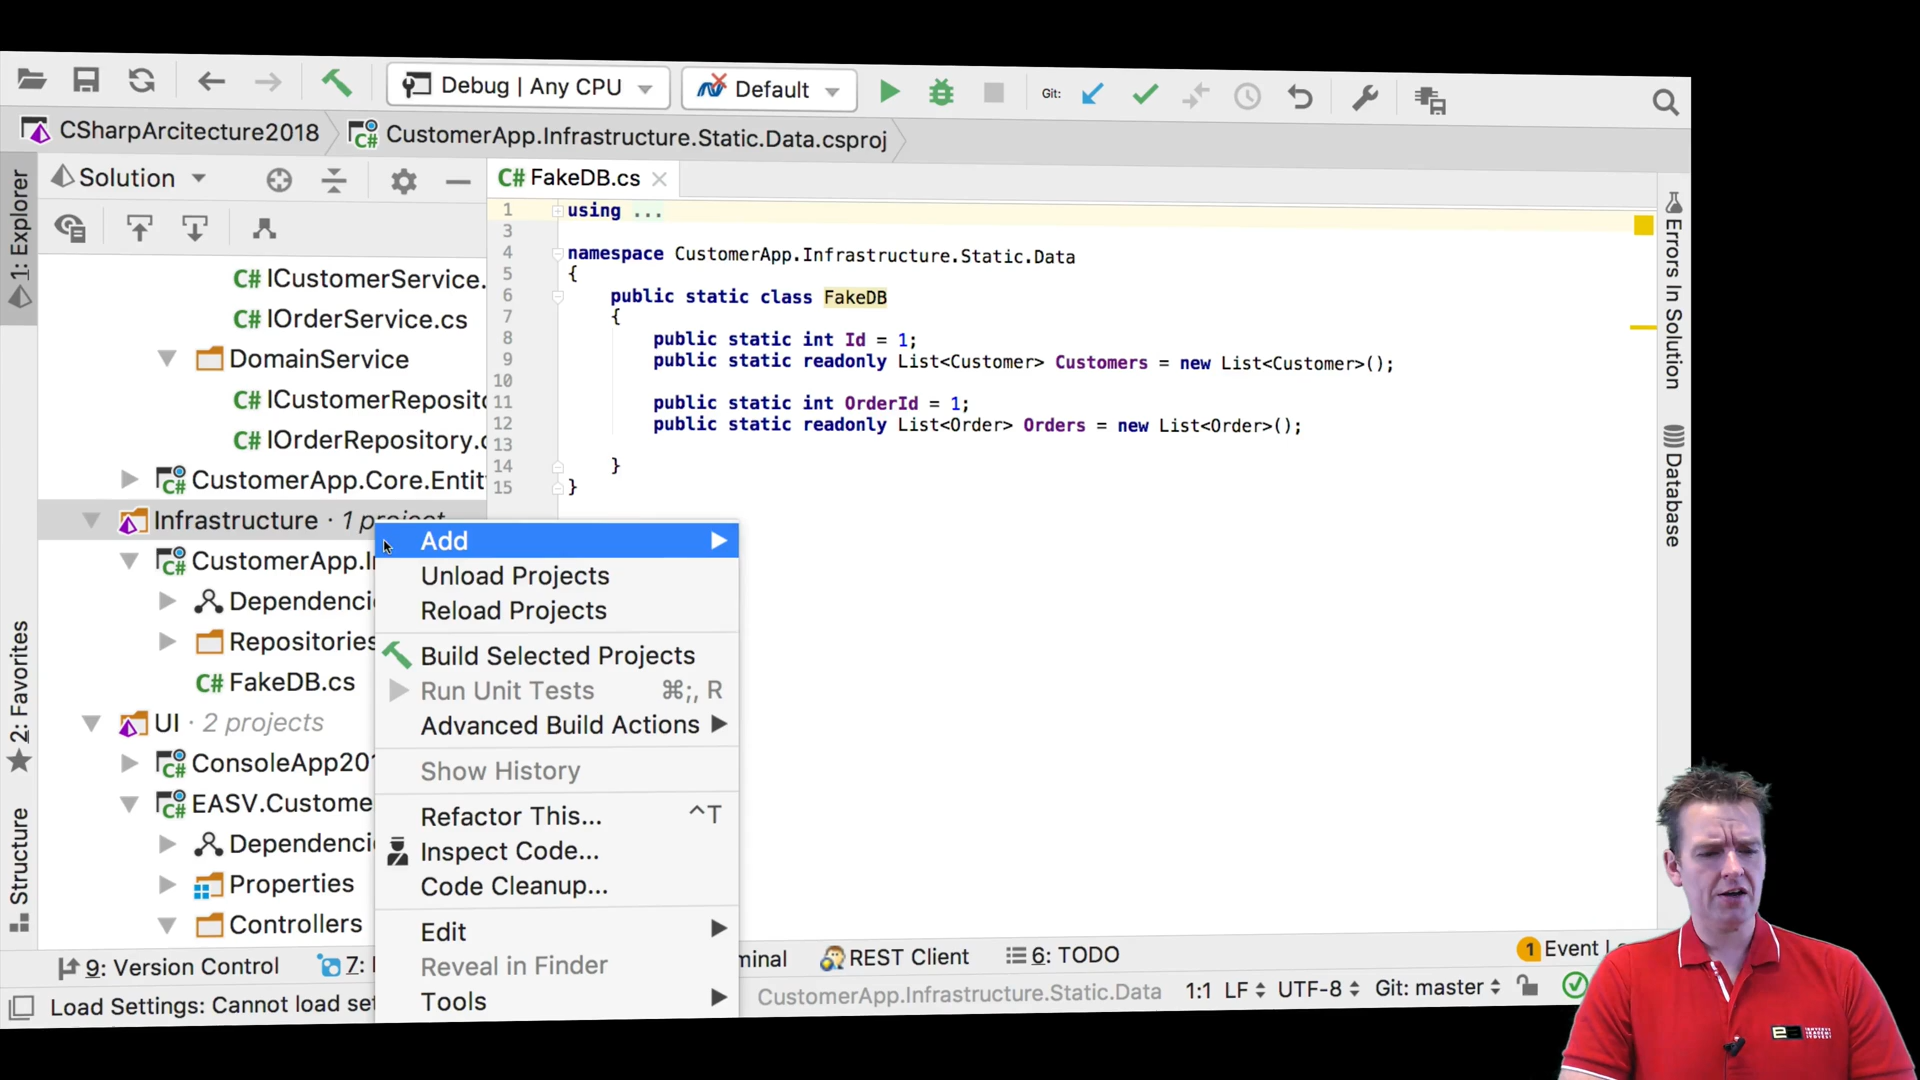 Debug | Any CPU
Default
Git:
CSharpArcitecture2018
CustomerApp.Infrastructure.Static.Data.csproj
Solution
C# FakeDB.cs
1: Explorer
2: Favorites
Structure
C# ICustomerService.
C# IOrderService.cs
DomainService
C# ICustomerReposit
C# IOrderRepository.
C# CustomerApp.Core.Entit
Infrastructure · 1 project
C# CustomerApp.I
Dependenci
Repositories
C# FakeDB.cs
UI · 2 projects
C# ConsoleApp20
C# EASV.Custome
Dependenci
Properties
Controllers
1 using ...
3
4 namespace CustomerApp.Infrastructure.Static.Data
5 {
6 public static class FakeDB
7 {
8 public static int Id = 1;
9 public static readonly List<Customer> Customers = new List<Customer>();
10
11 public static int OrderId = 1;
12 public static readonly List<Order> Orders = new List<Order>();
13
14 }
15 }
Add
Unload Projects
Reload Projects
Build Selected Projects
Run Unit Tests ⌘;, R
Advanced Build Actions
Show History
Refactor This... ^T
Inspect Code...
Code Cleanup...
Edit
Reveal in Finder
Tools
Errors In Solution
Database
9: Version Control
7:
minal
REST Client
6: TODO
1 Event L
Load Settings: Cannot load set
CustomerApp.Infrastructure.Static.Data
1:1 LF UTF-8 Git: master